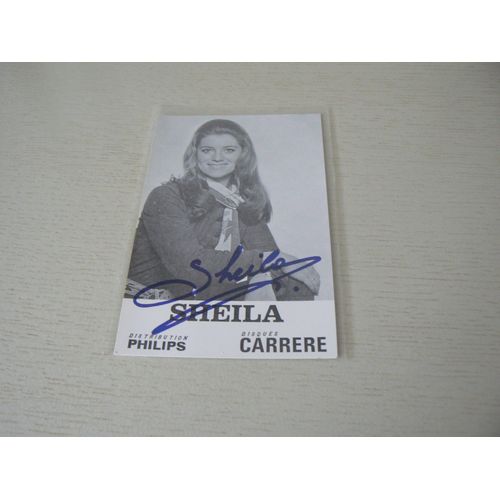 Sheila
SHEILA
DISTRIBUTION DISQUES
PHILIPS CARRERE